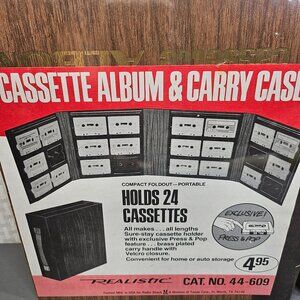 CASSETTE ALBUM & CARRY CASE
COMPACT FOLDOUT — PORTABLE
HOLDS 24
CASSETTES
All makes . . . all lengths
Sure-stay cassette holder
with exclusive Press & Pop
feature . . . brass plated
carry handle with
Velcro closure.
Convenient for home or auto storage
EXCLUSIVE!
PRESS & POP
4.95
REALISTIC
CAT. NO. 44-609